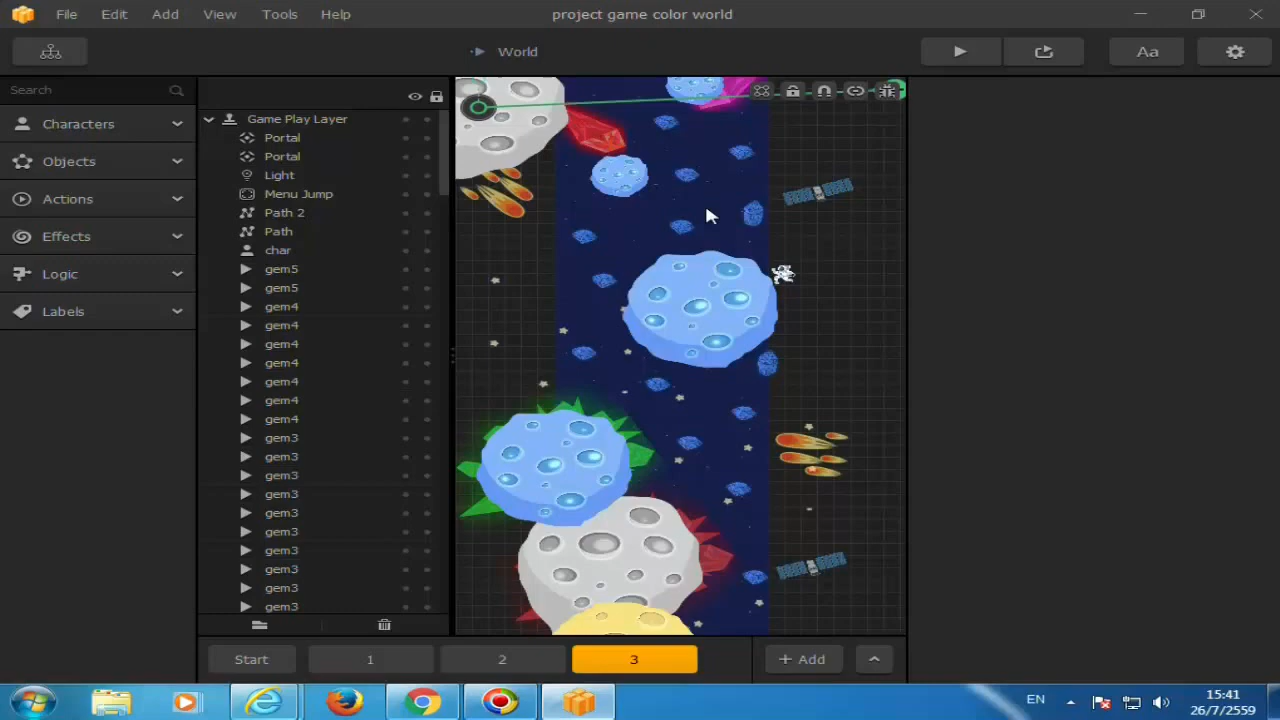 File Edit Add View Tools Help project game color world
World Aa
Search
Characters
Objects
Actions
Effects
Logic
Labels
Game Play Layer
Portal
Portal
Light
Menu Jump
Path 2
Path
char
gem5
gem5
gem4
gem4
gem4
gem4
gem4
gem4
gem4
gem3
gem3
gem3
gem3
gem3
gem3
gem3
gem3
gem3
gem3
Start 1 2 3 + Add
EN 15:41
26/7/2559